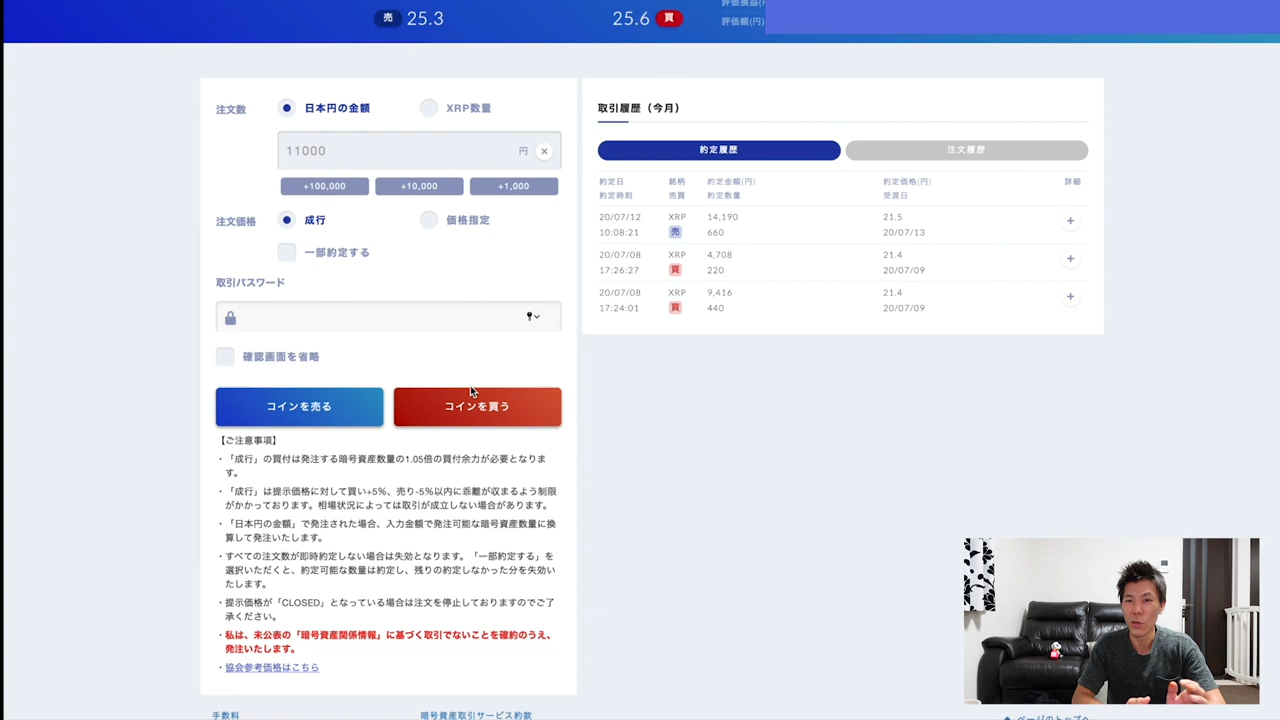 売 25.3
25.6 買
評価損益(円
評価額(円)
注文数
日本円の金額
XRP数量
11000 円 ×
+100,000 +10,000 +1,000
注文価格
成行
価格指定
一部約定する
取引パスワード
確認画面を省略
コインを売る
コインを買う
【ご注意事項】
・「成行」の買付は発注する暗号資産数量の1.05倍の買付余力が必要となりま
す。
・「成行」は提示価格に対して買い+5%、売り-5%以内に乖離が収まるよう制限
がかかっております。相場状況によっては取引が成立しない場合があります。
・「日本円の金額」で発注された場合、入力金額で発注可能な暗号資産数量に換
算して発注いたします。
・すべての注文数が即時約定しない場合は失効となります。「一部約定する」を
選択いただくと、約定可能な数量は約定し、残りの約定しなかった分を失効い
たします。
・提示価格が「CLOSED」となっている場合は注文を停止しておりますのでご了
承ください。
・私は、未公表の「暗号資産関係情報」に基づく取引でないことを確約のうえ、
発注いたします。
・協会参考価格はこちら
手数料
暗号資産取引サービス約款
取引履歴（今月）
約定履歴
注文履歴
約定日 銘柄 約定金額(円) 約定価格(円) 詳細
約定時刻 売買 約定数量 受渡日
20/07/12 XRP 14,190 21.5 +
10:08:21 売 660 20/07/13
20/07/08 XRP 4,708 21.4 +
17:26:27 買 220 20/07/09
20/07/08 XRP 9,416 21.4 +
17:24:01 買 440 20/07/09
ページのトップへ